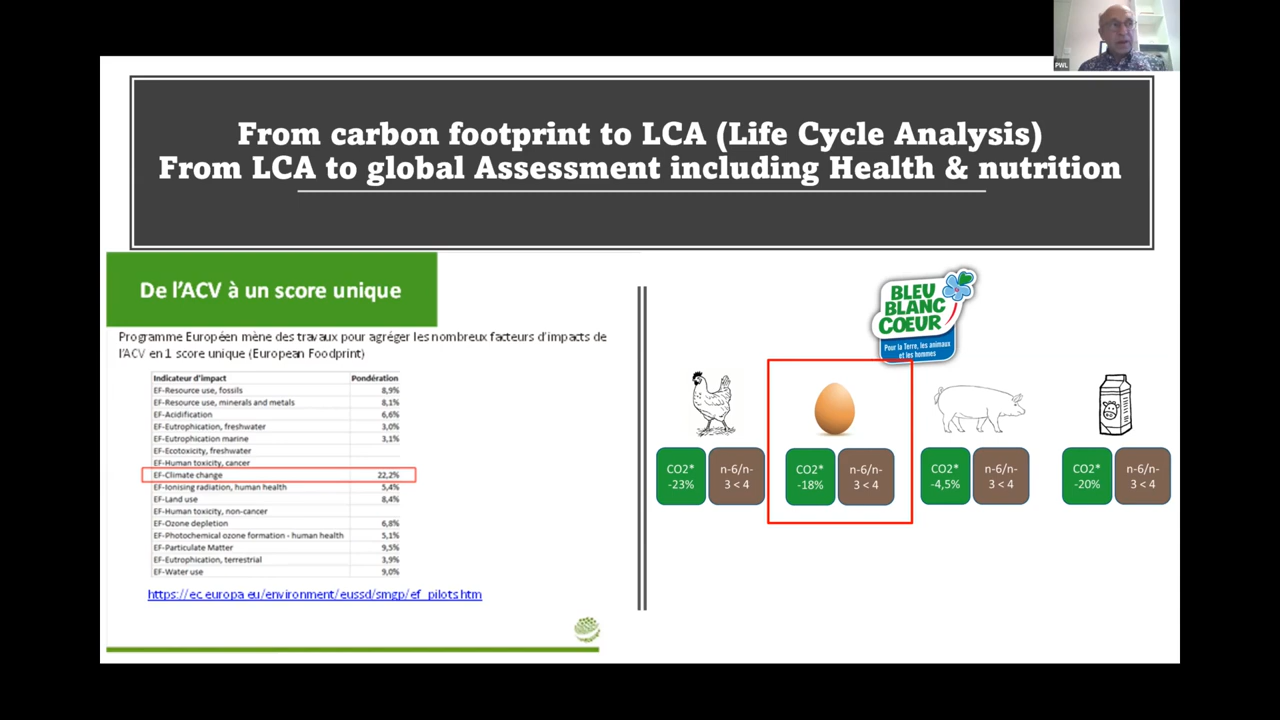 PWL
From carbon footprint to LCA (Life Cycle Analysis)
From LCA to global Assessment including Health & nutrition
De l'ACV à un score unique
Programme Européen mène des travaux pour agréger les nombreux facteurs d'impacts de
l'ACV en 1 score unique (European Foodprint)
Indicateur d'impact Pondération
EF-Resource use, fossils 8,9%
EF-Resource use, minerals and metals 8,1%
EF-Acidification 6,6%
EF-Eutrophication, freshwater 3,0%
EF-Eutrophication marine 3,1%
EF-Ecotoxicity, freshwater
EF-Human toxicity, cancer
EF-Climate change 22,2%
EF-Ionising radiation, human health 5,4%
EF-Land use 8,4%
EF-Human toxicity, non-cancer
EF-Ozone depletion 6,8%
EF-Photochemical ozone formation - human health 5,1%
EF-Particulate Matter 9,5%
EF-Eutrophication, terrestrial 3,9%
EF-Water use 9,0%
https://ec.europa.eu/environment/eussd/smgp/ef_pilots.htm
BLEU
BLANC
COEUR
Pour la Terre, les animaux
et les hommes
CO2*
-23%
n-6/n-
3 < 4
CO2*
-18%
n-6/n-
3 < 4
CO2*
-4,5%
n-6/n-
3 < 4
CO2*
-20%
n-6/n-
3 < 4